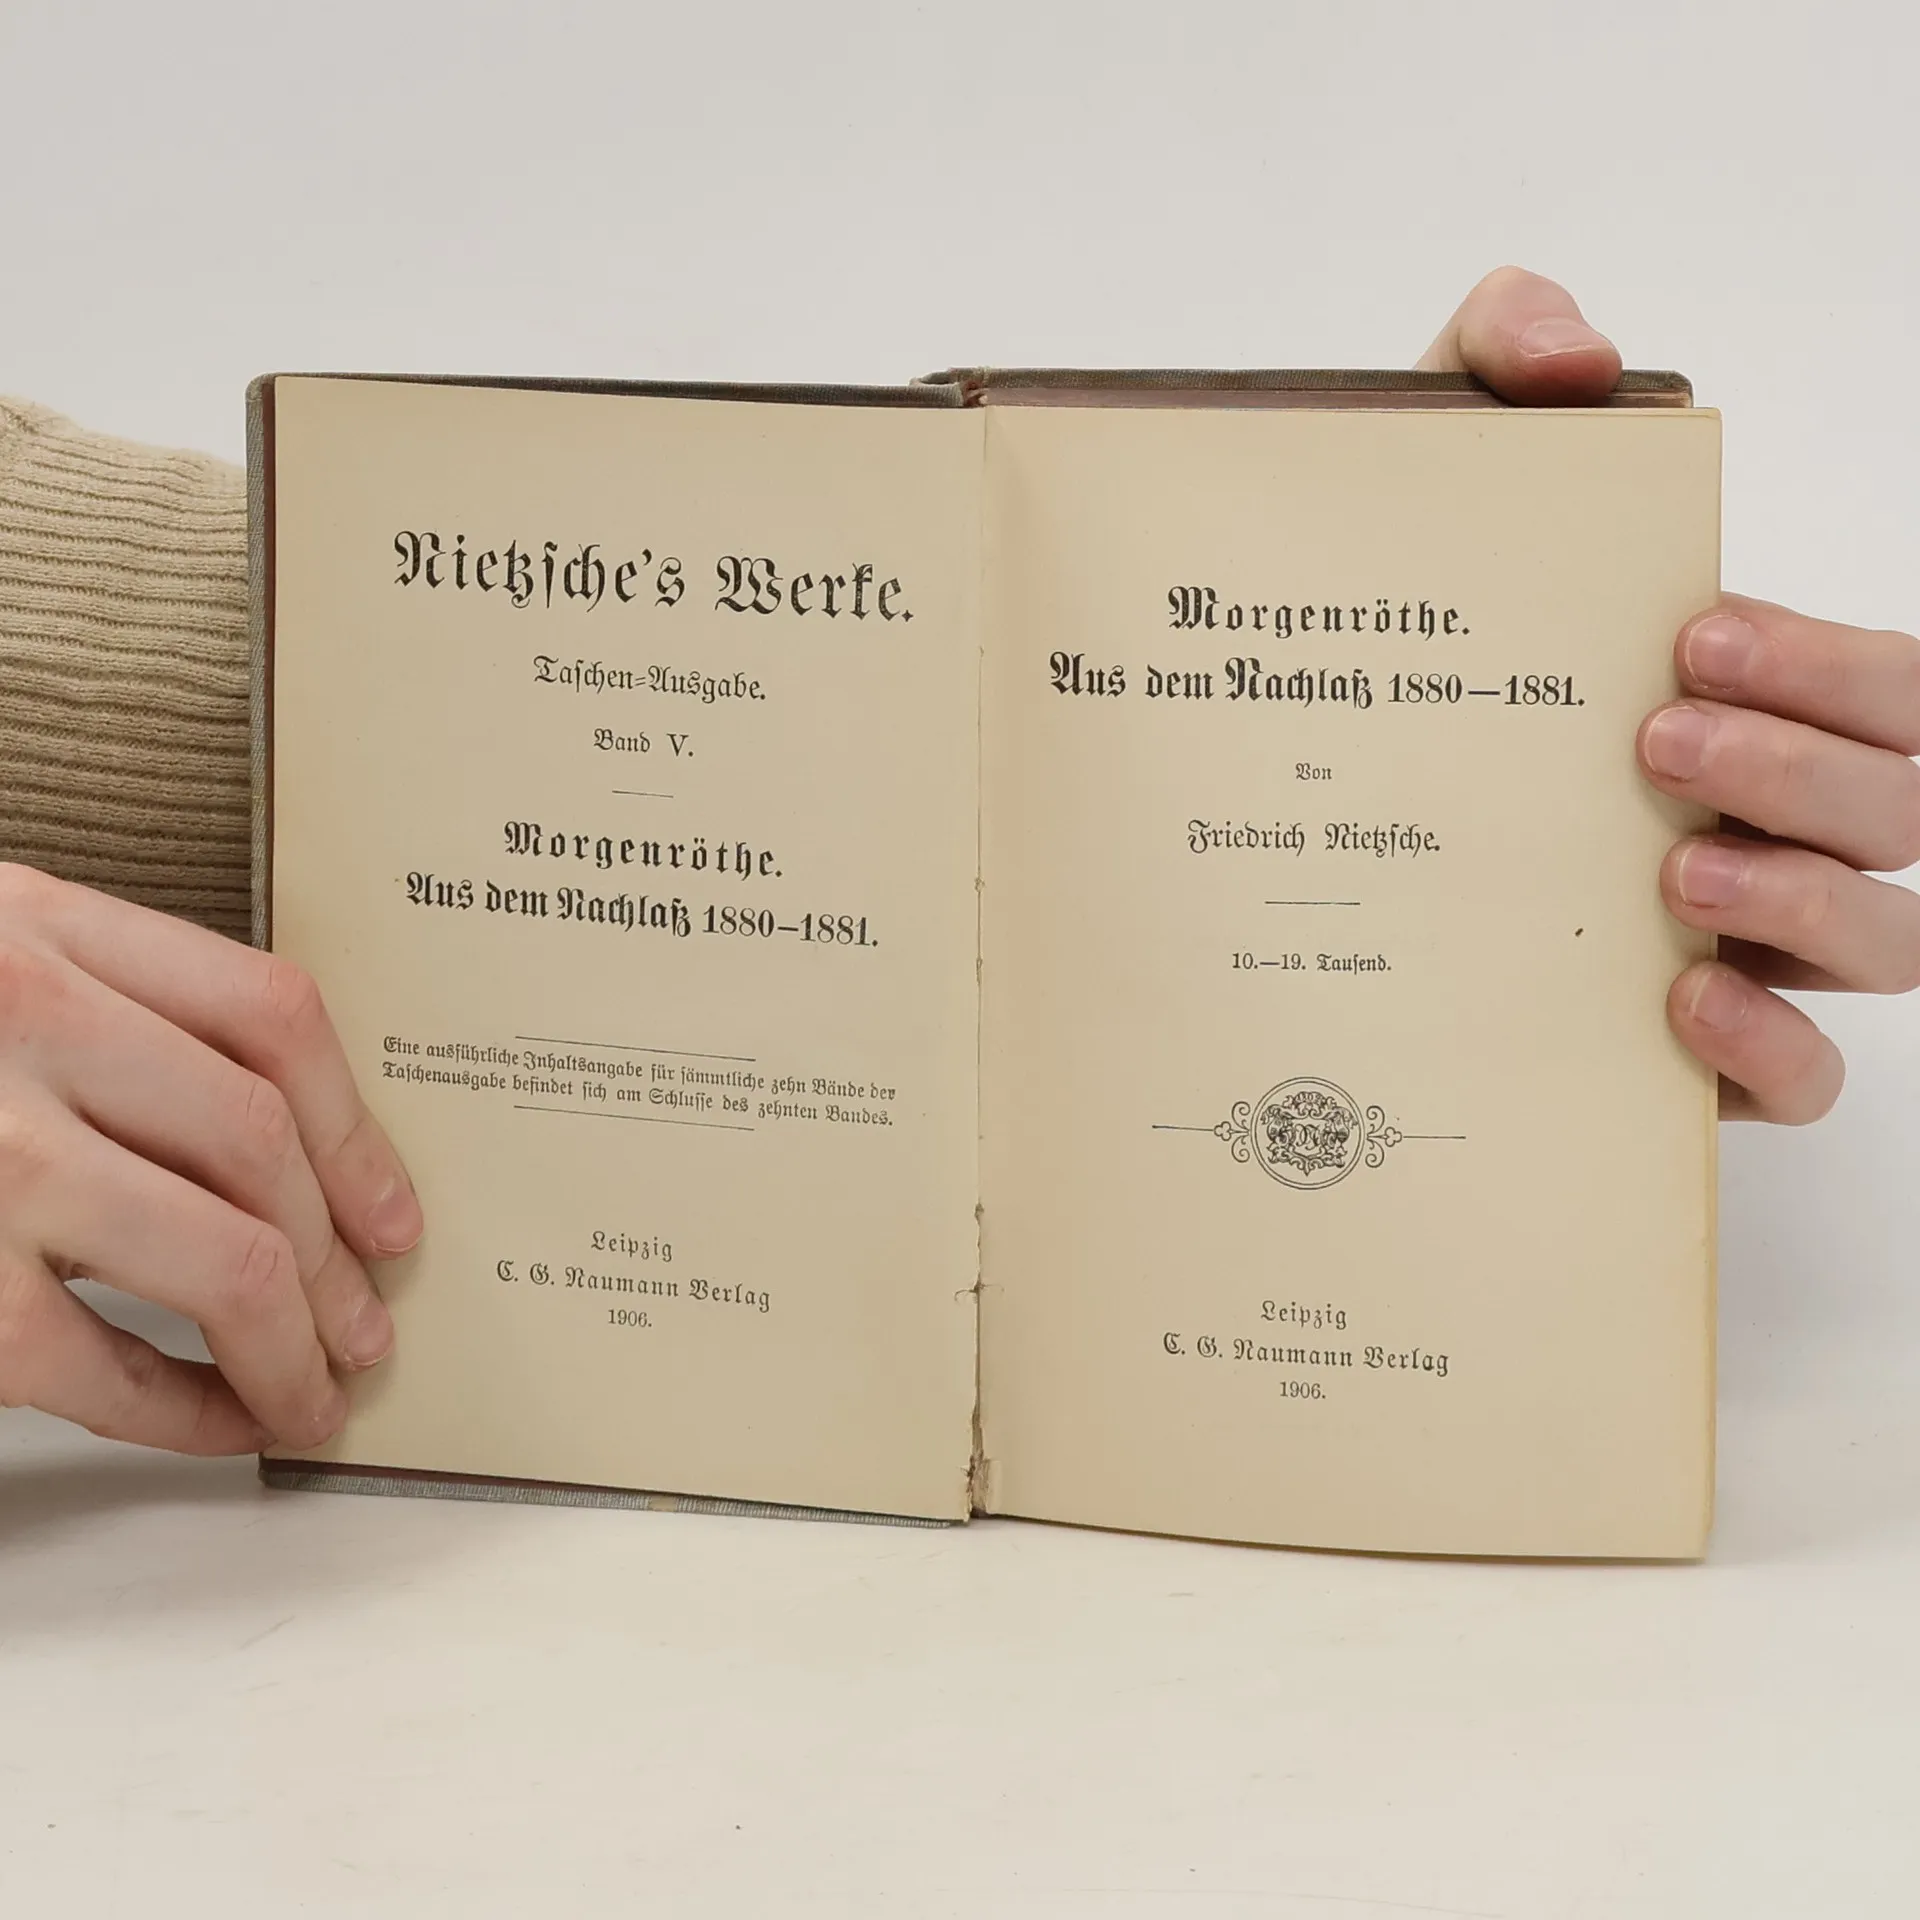 Nietzsche's Werke.
Taschen-Ausgabe.
Band V.
Morgenröthe.
Aus dem Nachlaß 1880–1881.
Eine ausführliche Inhaltsangabe für sämmtliche zehn Bände der
Taschenausgabe befindet sich am Schlusse des zehnten Bandes.
Leipzig
C. G. Naumann Verlag
1906.
Morgenröthe.
Aus dem Nachlaß 1880—1881.
Von
Friedrich Nietzsche.
10.—19. Tausend.
Leipzig
C. G. Naumann Verlag
1906.